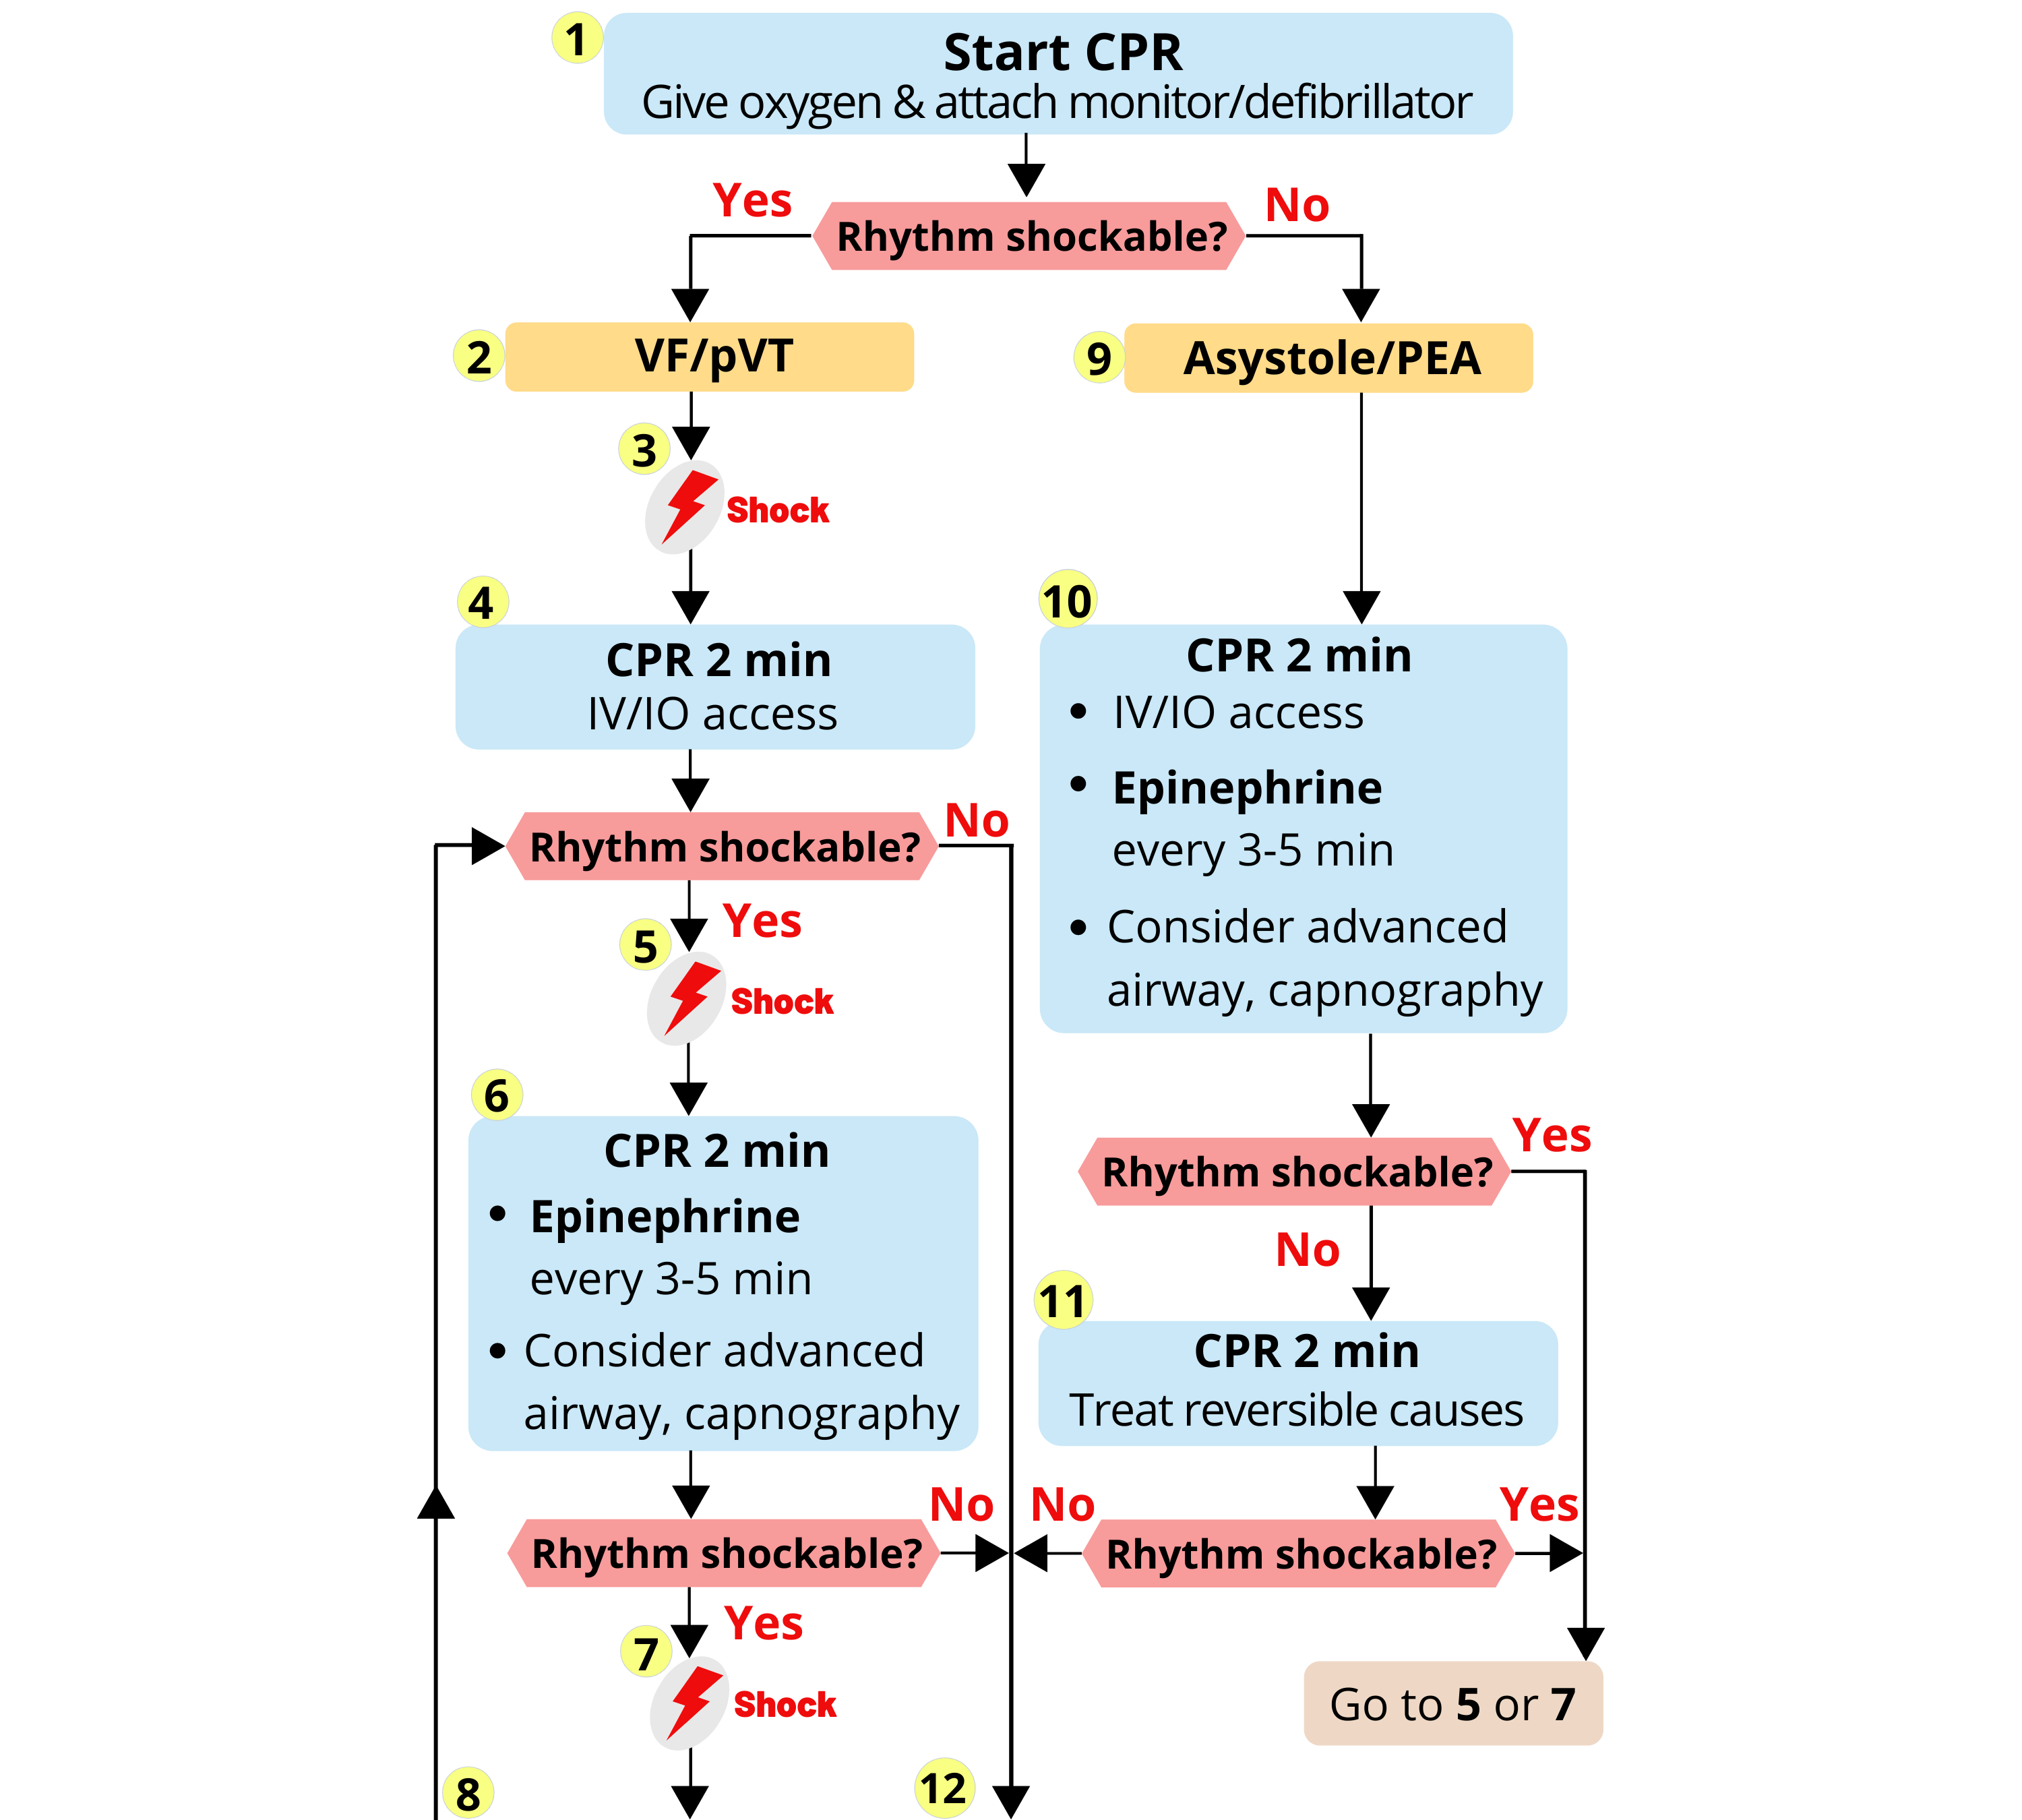 1
Start CPR
Give oxygen & attach monitor/defibrillator
Yes
No
Rhythm shockable?
2
VF/pVT
9
Asystole/PEA
3
Shock
4
CPR 2 min
IV/IO access
10
CPR 2 min
• IV/IO access
• Epinephrine
every 3-5 min
• Consider advanced
airway, capnography
Rhythm shockable?
No
Yes
5
Shock
6
CPR 2 min
• Epinephrine
every 3-5 min
• Consider advanced
airway, capnography
Rhythm shockable?
Yes
No
11
CPR 2 min
Treat reversible causes
Rhythm shockable?
No
Yes
7
Shock
No
Rhythm shockable?
Yes
Go to 5 or 7
8
12